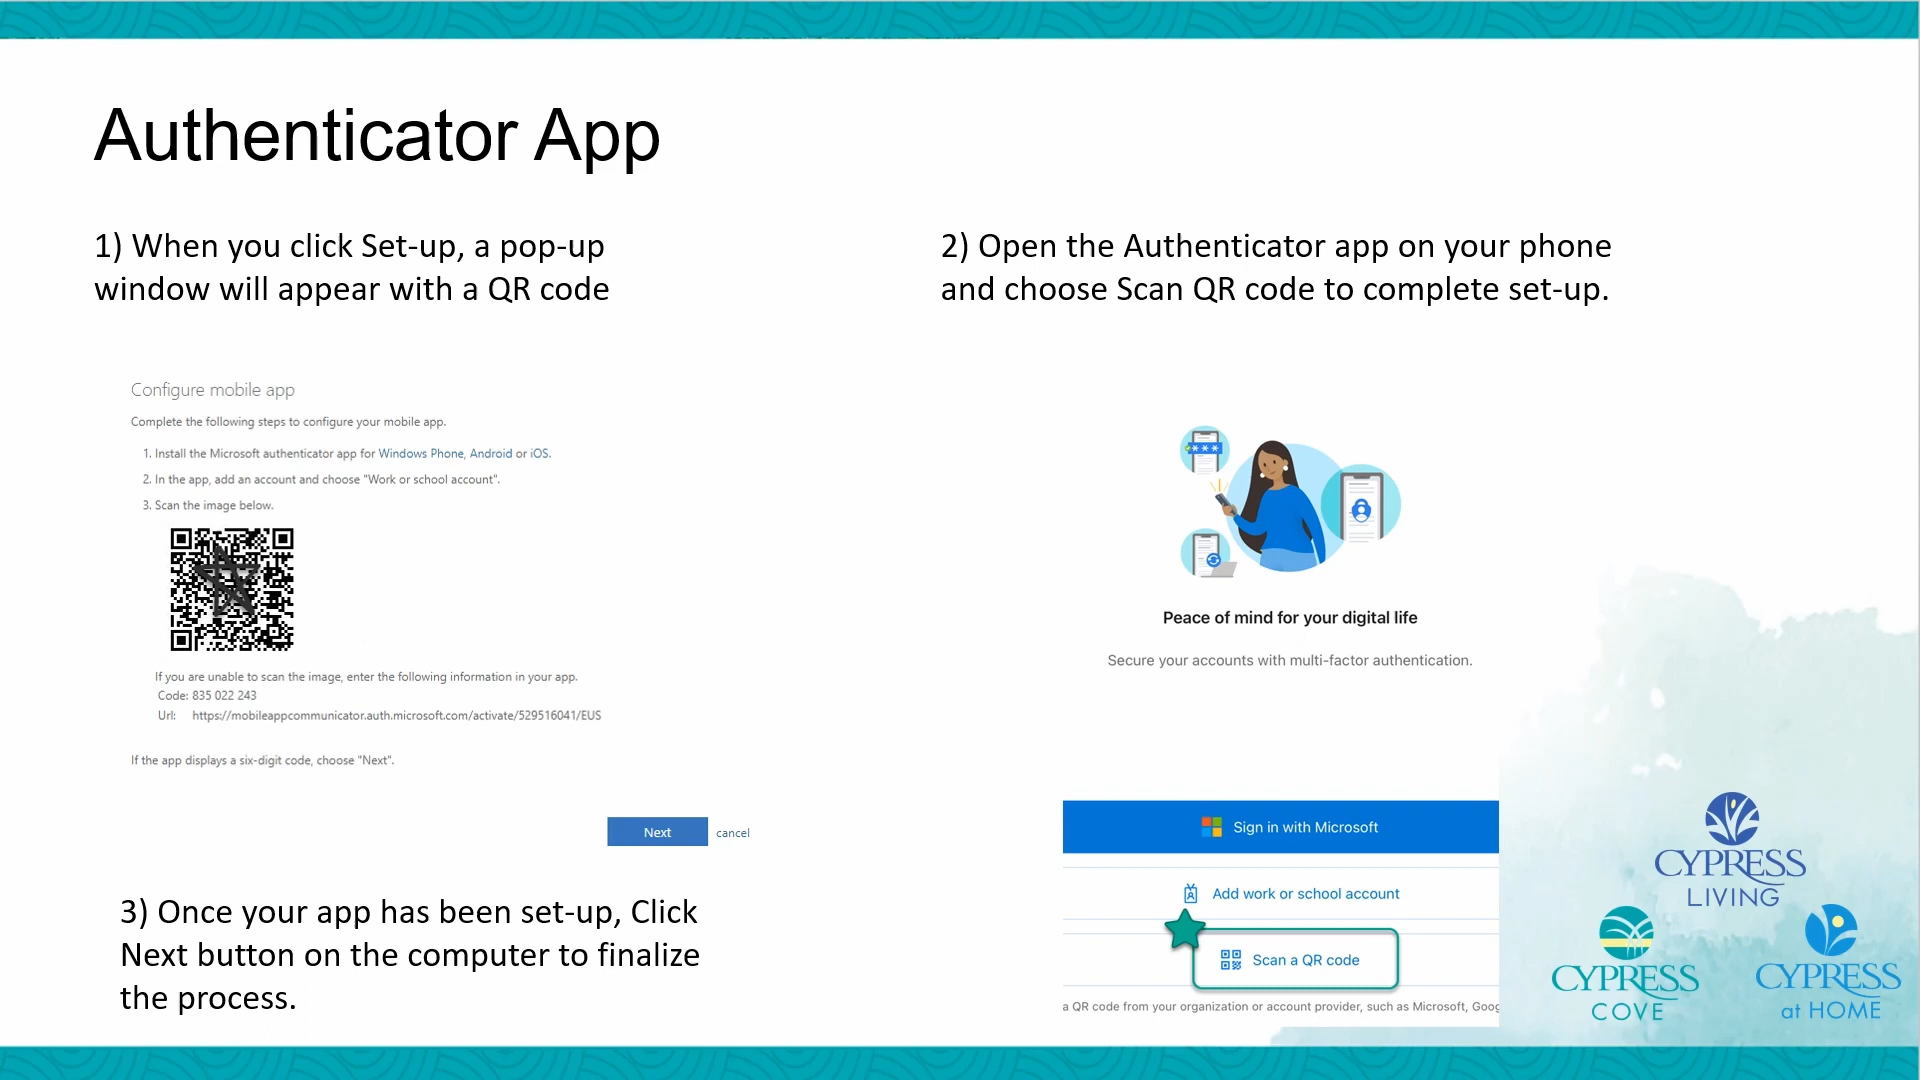 Authenticator App
1) When you click Set-up, a pop-up
window will appear with a QR code
2) Open the Authenticator app on your phone
and choose Scan QR code to complete set-up.
Configure mobile app
Complete the following steps to configure your mobile app.
1. Install the Microsoft authenticator app for Windows Phone, Android or iOS.
2. In the app, add an account and choose "Work or school account".
3. Scan the image below.
If you are unable to scan the image, enter the following information in your app.
Code: 835 022 243
Url: https://mobileappcommunicator.auth.microsoft.com/activate/529516041/EUS
If the app displays a six-digit code, choose "Next".
Next cancel
3) Once your app has been set-up, Click
Next button on the computer to finalize
the process.
****
Peace of mind for your digital life
Secure your accounts with multi-factor authentication.
Sign in with Microsoft
Add work or school account
Scan a QR code
a QR code from your organization or account provider, such as Microsoft, Goog
CYPRESS
LIVING
CYPRESS
COVE
CYPRESS
at HOME